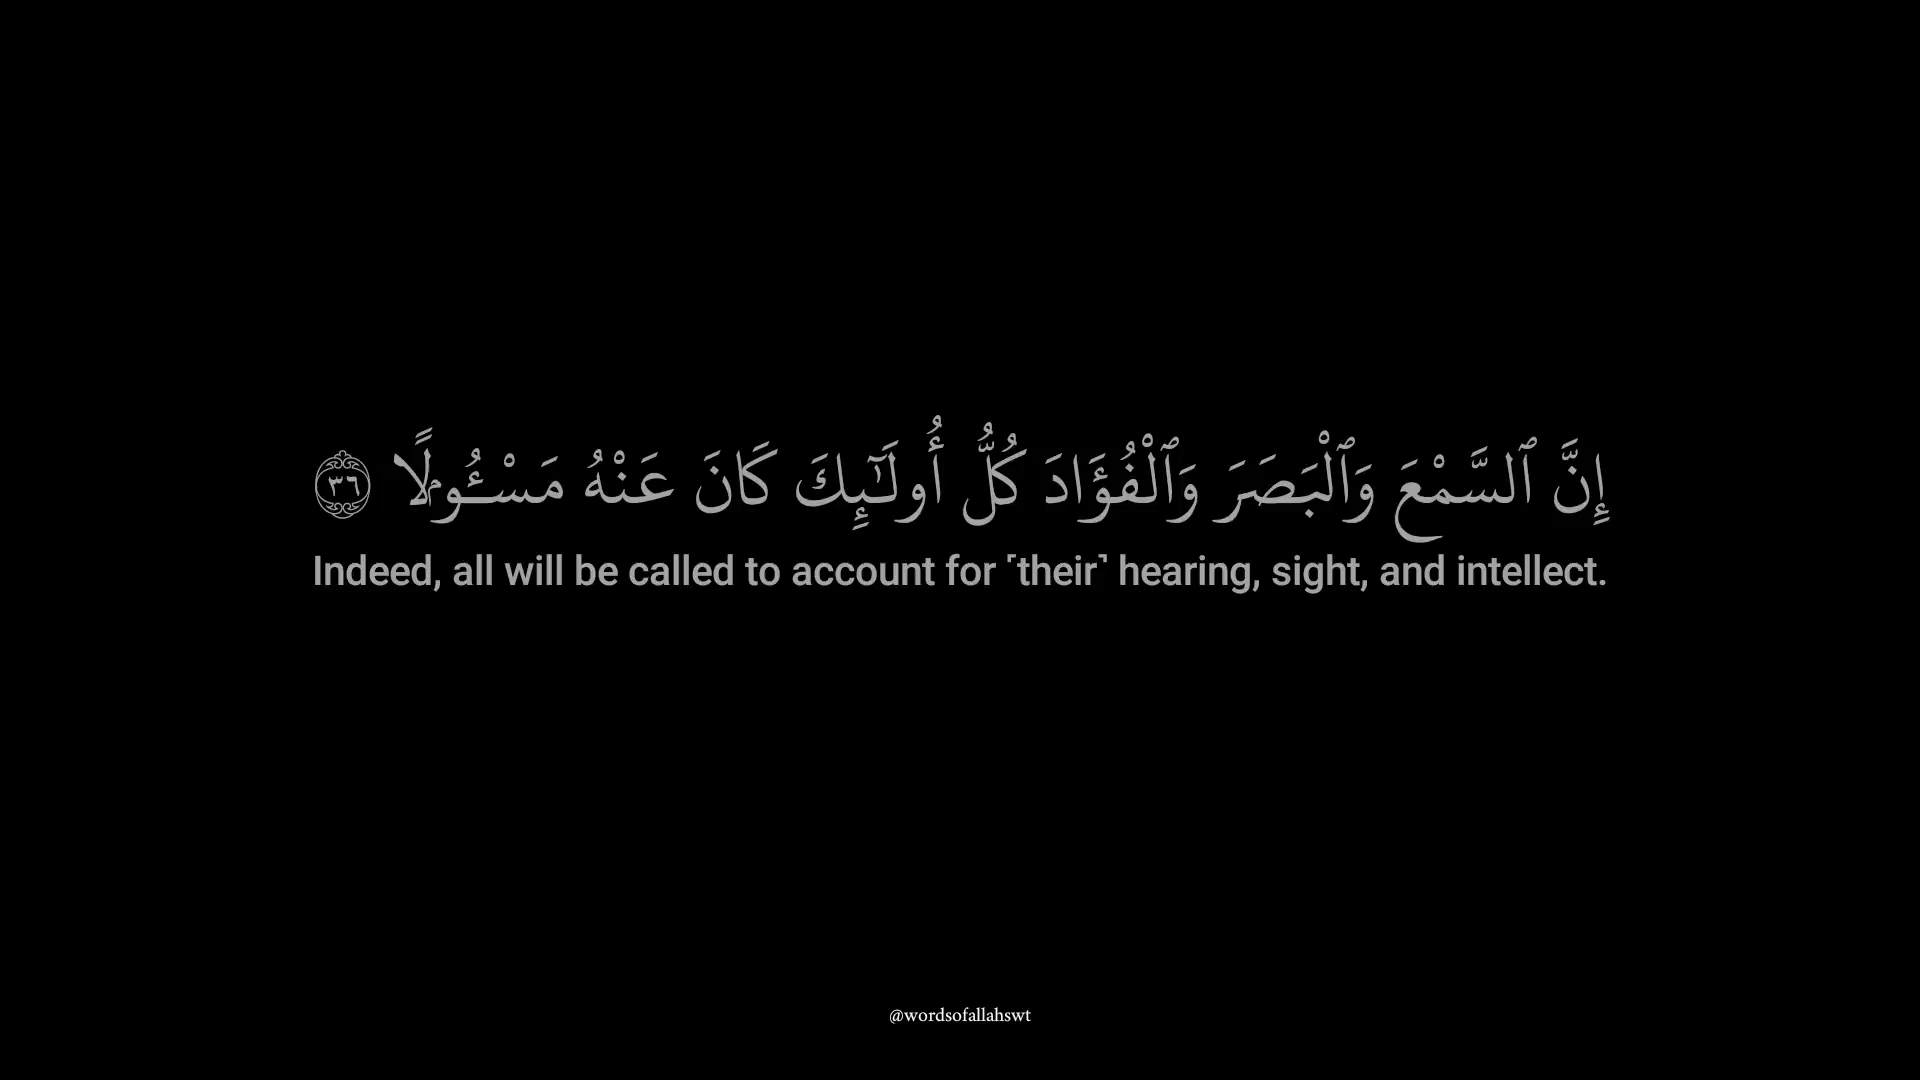 إِنَّ ٱلسَّمْعَ وَٱلْبَصَرَ وَٱلْفُؤَادَ كُلُّ أُو۟لَـٰٓئِكَ كَانَ عَنْهُ مَسْـُٔولًا ٣٦
Indeed, all will be called to account for ˹their˺ hearing, sight, and intellect.
@wordsofallahswt